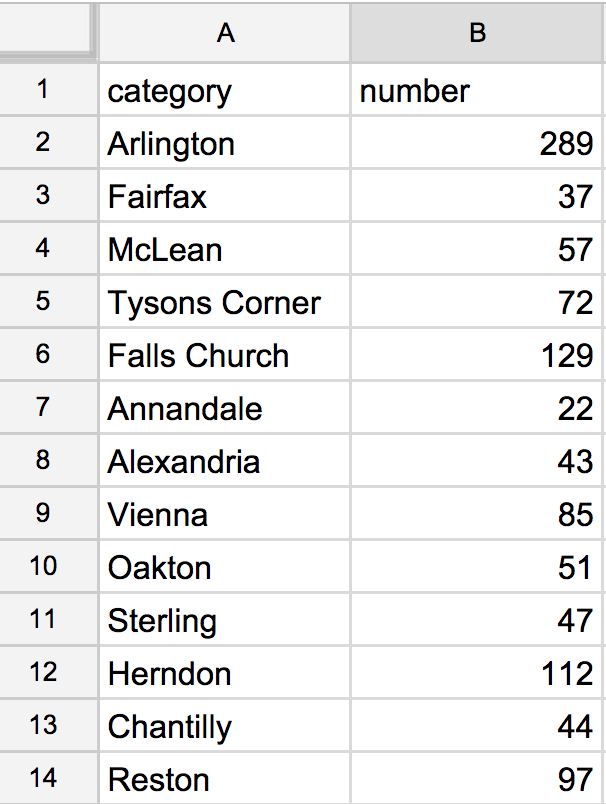 A B
1 category number
2 Arlington 289
3 Fairfax 37
4 McLean 57
5 Tysons Corner 72
6 Falls Church 129
7 Annandale 22
8 Alexandria 43
9 Vienna 85
10 Oakton 51
11 Sterling 47
12 Herndon 112
13 Chantilly 44
14 Reston 97